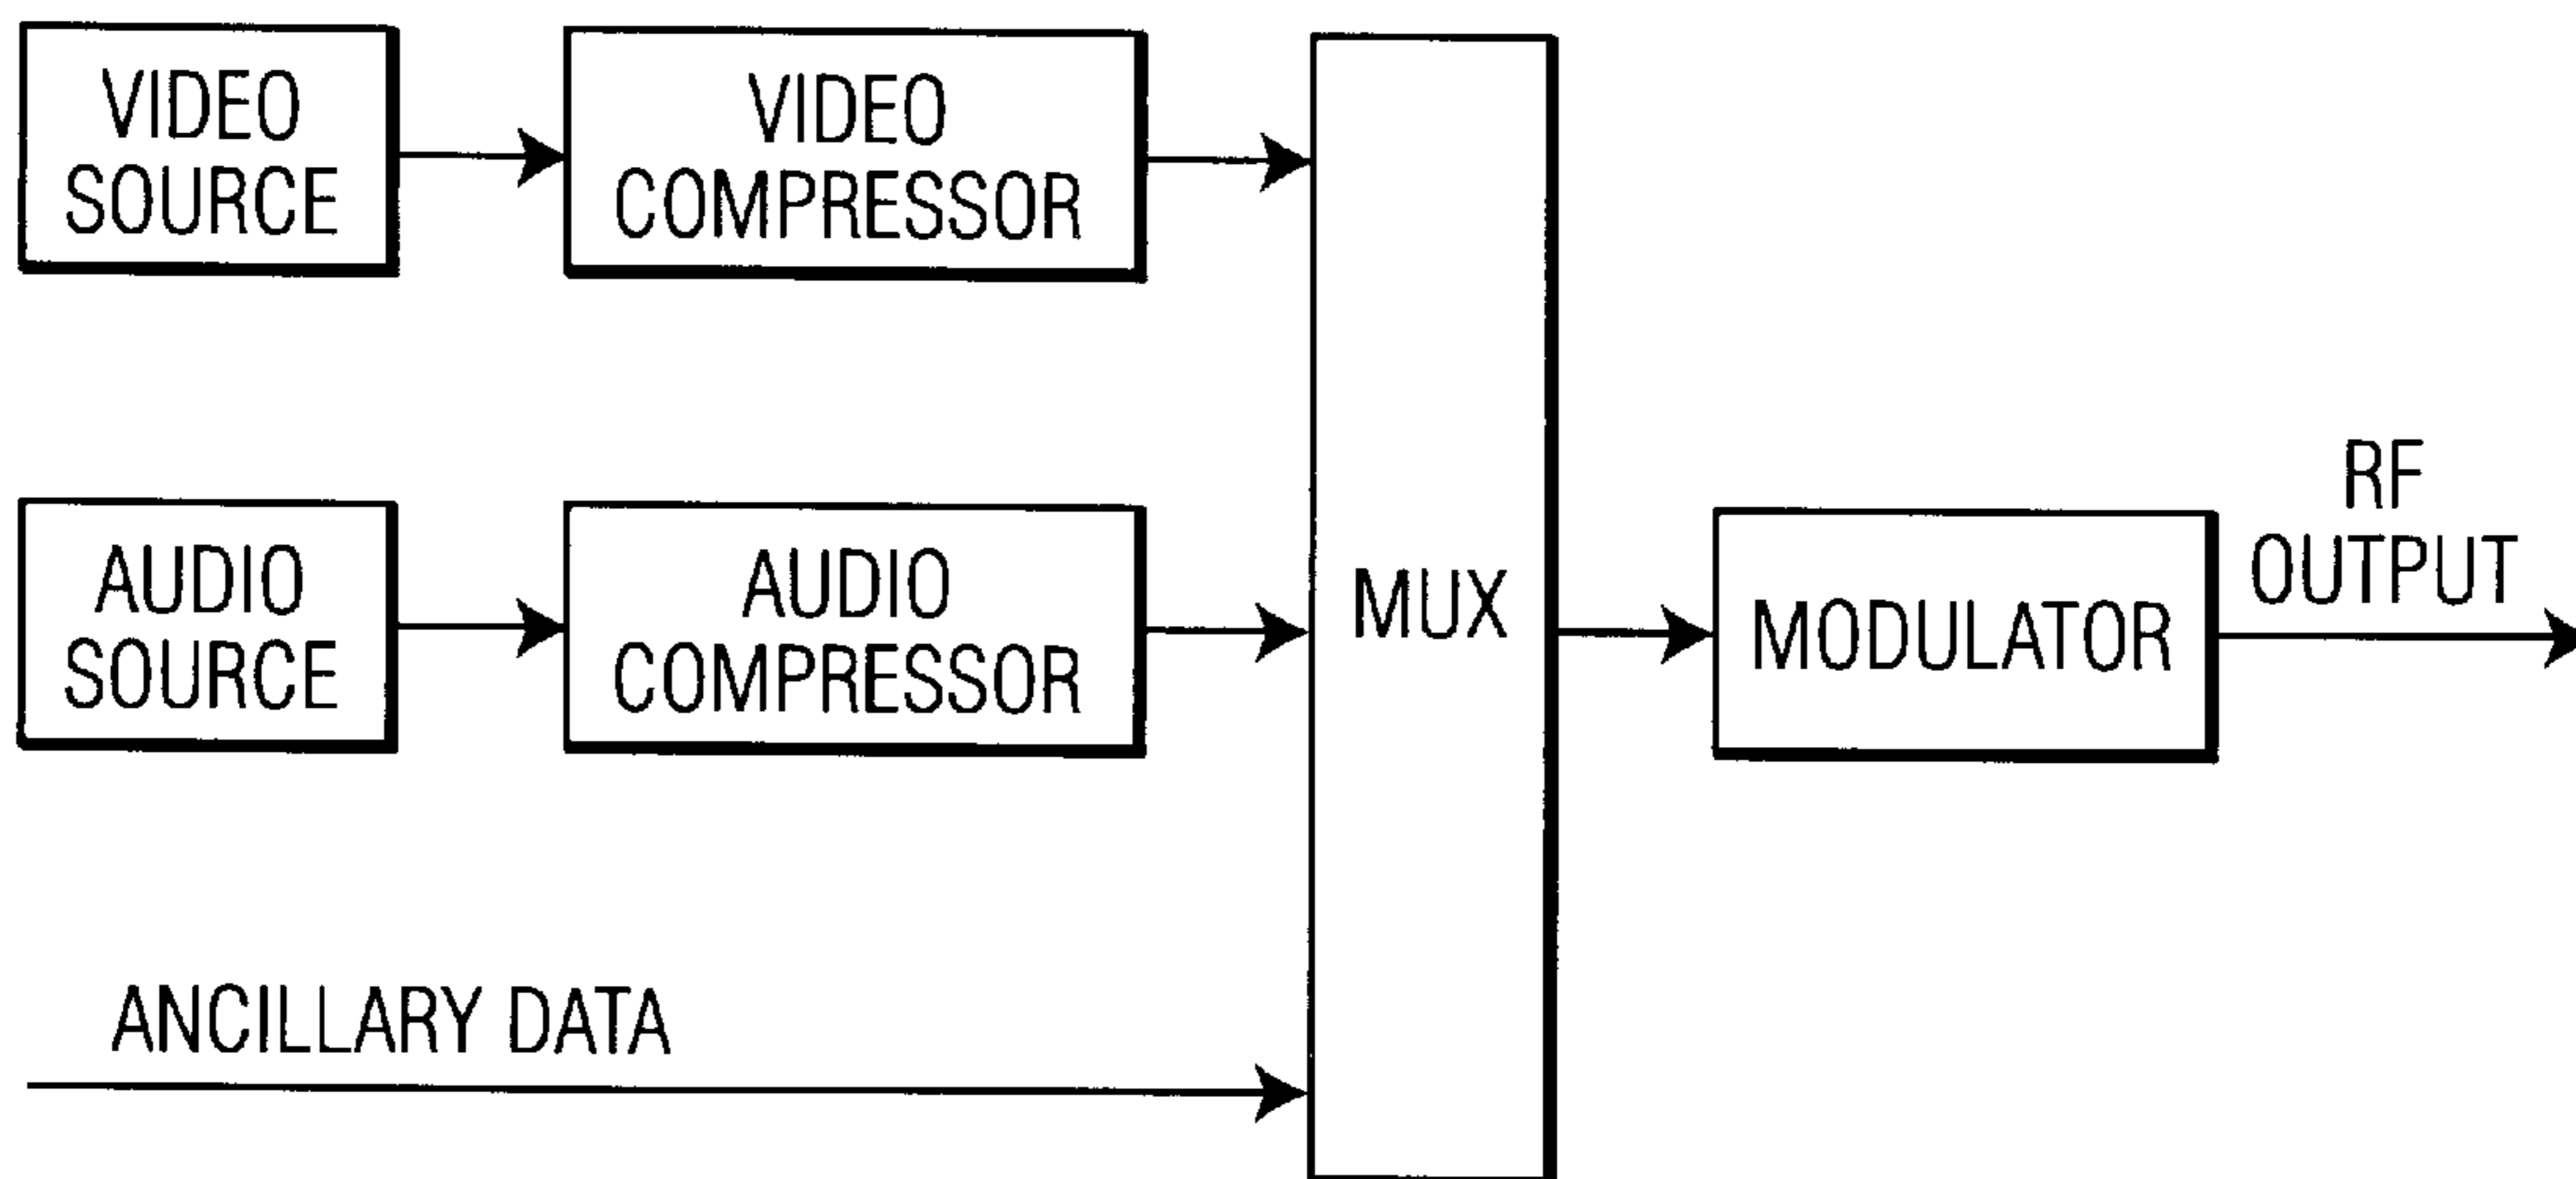 VIDEO
SOURCE
VIDEO
COMPRESSOR
AUDIO
SOURCE
AUDIO
COMPRESSOR
ANCILLARY DATA
MUX
MODULATOR
RF
OUTPUT